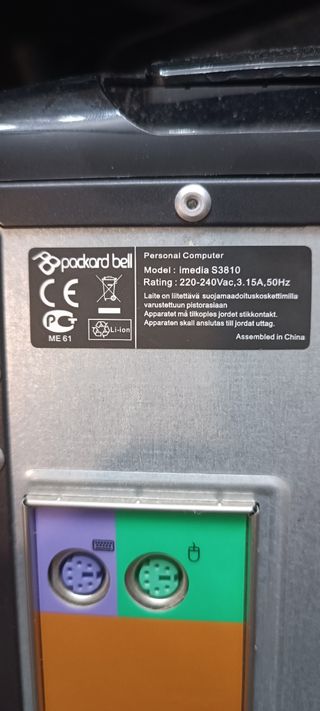 packard bell
Personal Computer
Model : imedia S3810
Rating : 220-240Vac,3.15A,50Hz
Laite on liitettävä suojamaadoituskoskettimilla
varustettuun pistorasiaan
Apparatet må tilkoples jordet stikkontakt.
Apparaten skall anslutas till jordat uttag.
Assembled in China
CE
PCT
ME 61
Li-ion